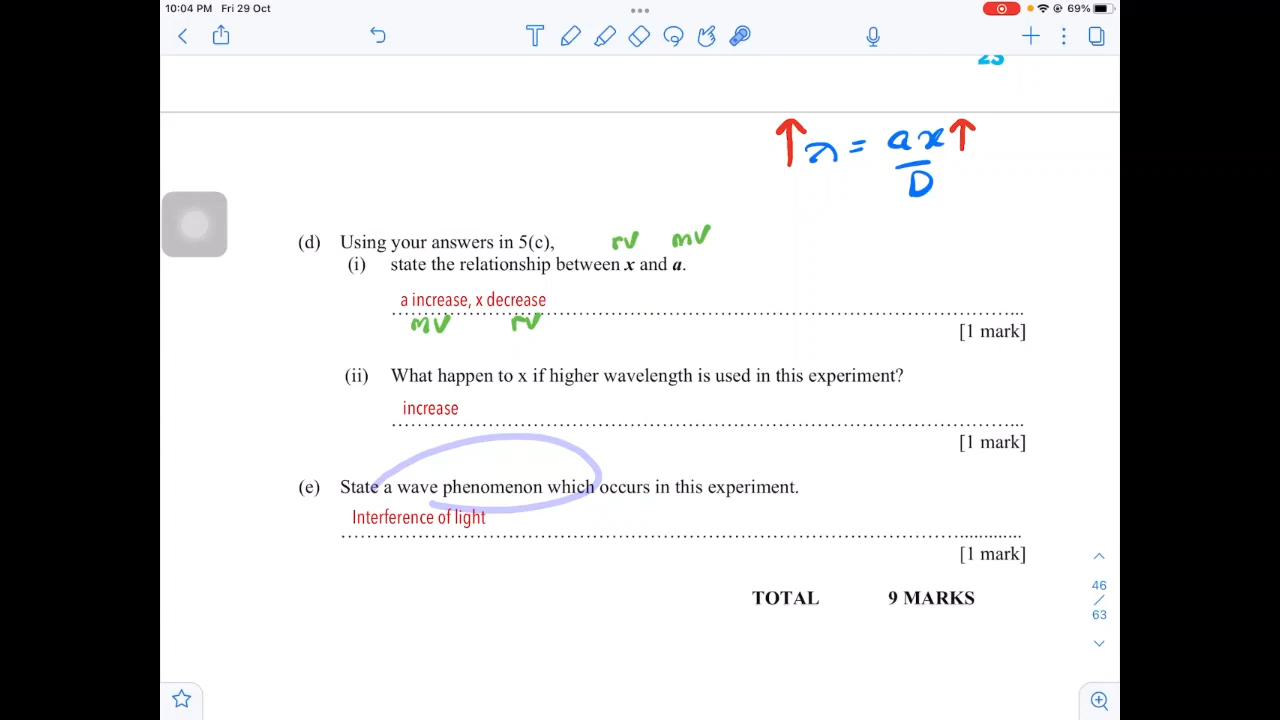 10:04 PM Fri 29 Oct
69%
23
λ = ax
D
(d) Using your answers in 5(c),
rv mv
(i) state the relationship between x and a.
a increase, x decrease
mv rv
[1 mark]
(ii) What happen to x if higher wavelength is used in this experiment?
increase
[1 mark]
(e) State a wave phenomenon which occurs in this experiment.
Interference of light
[1 mark]
TOTAL 9 MARKS
46
/
63